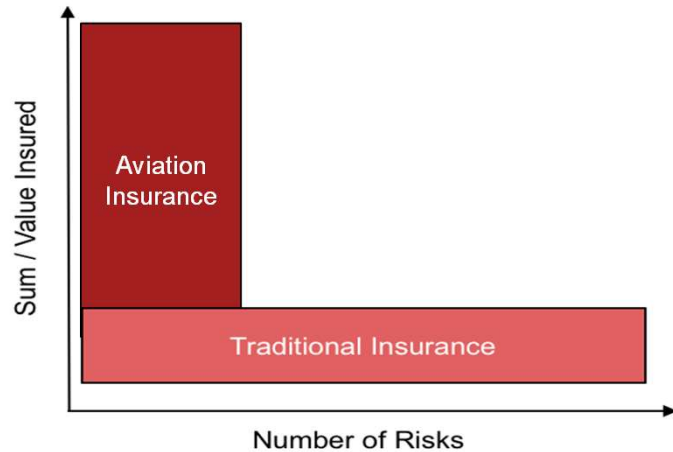 Sum / Value Insured
Aviation
Insurance
Traditional Insurance
Number of Risks